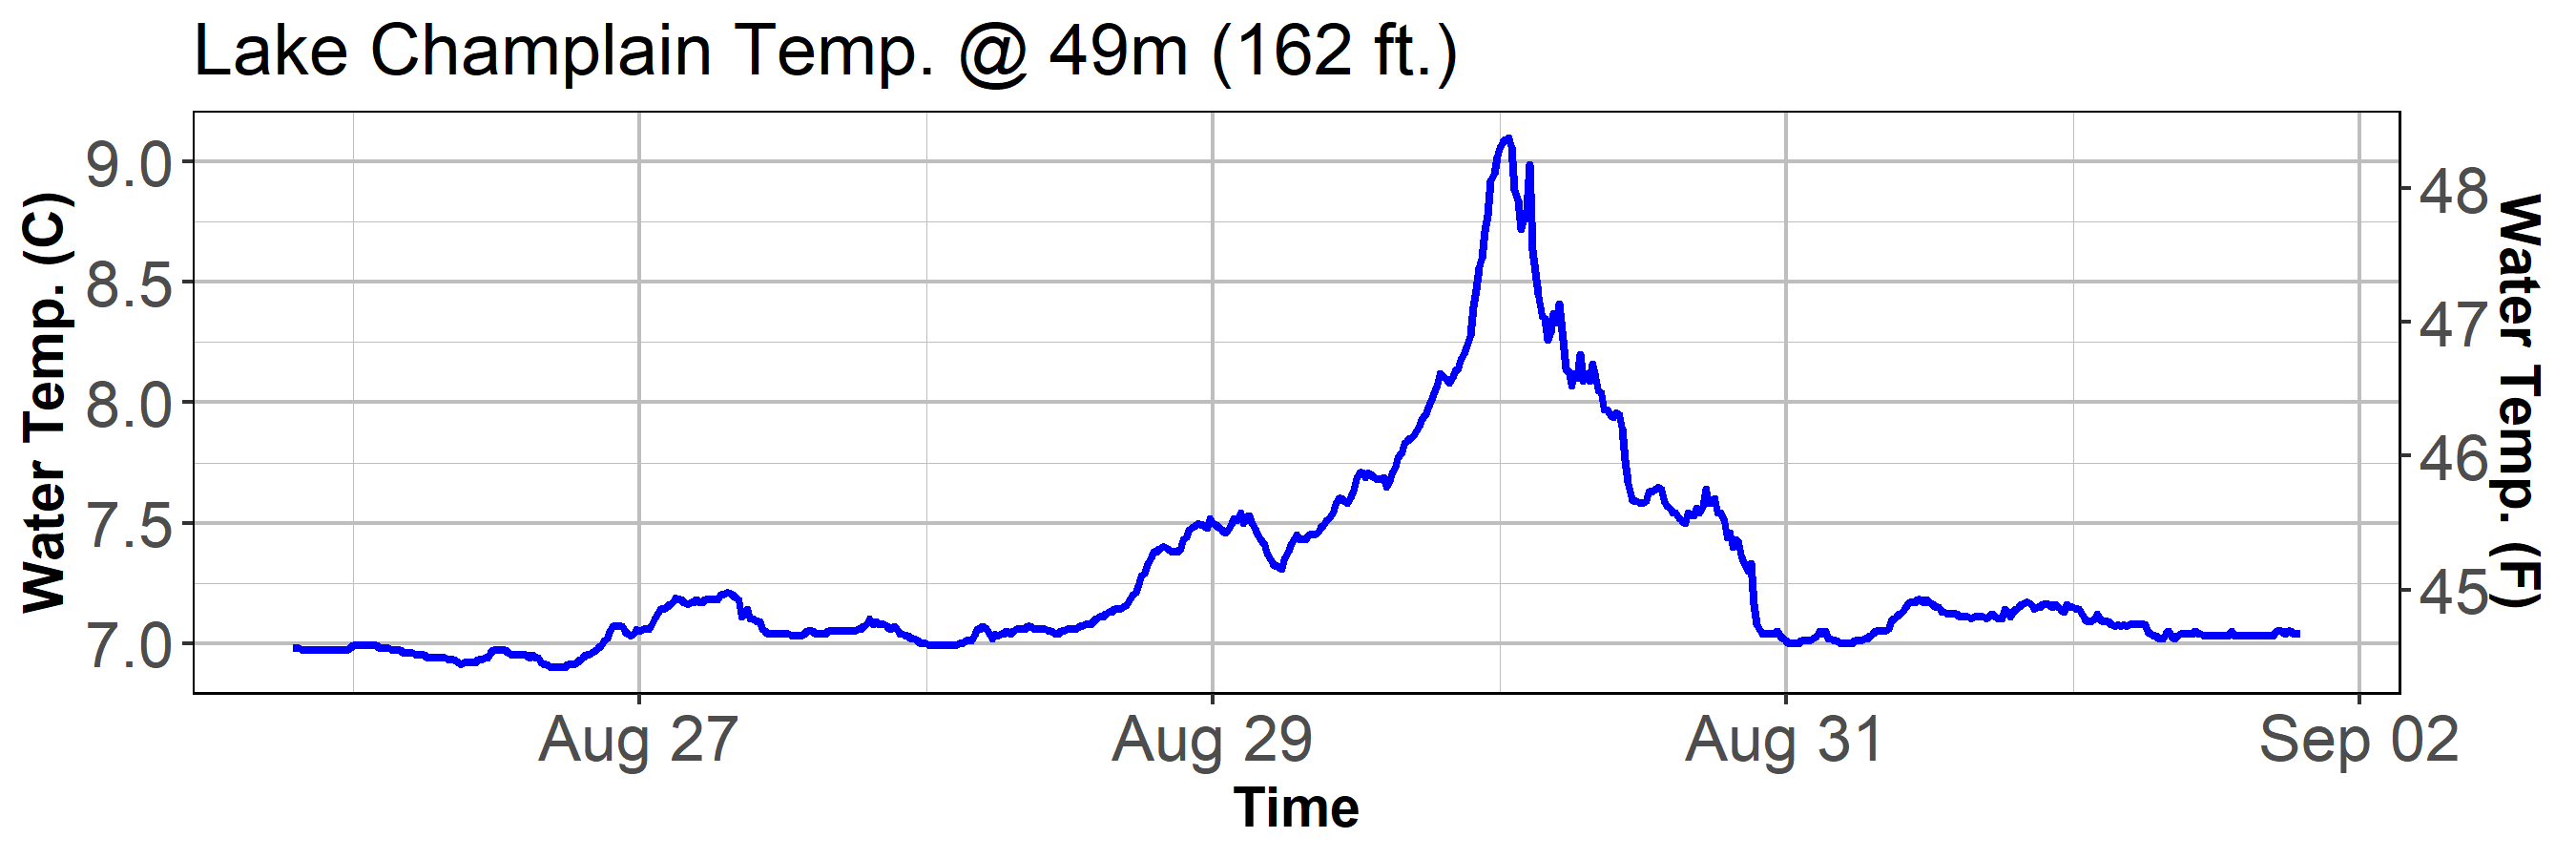 Lake Champlain Temp. @ 49m (162 ft.)
Water Temp. (C)
9.0
8.5
8.0
7.5
7.0
48
47
46
45
Water Temp. (F)
Aug 27
Aug 29
Aug 31
Sep 02
Time